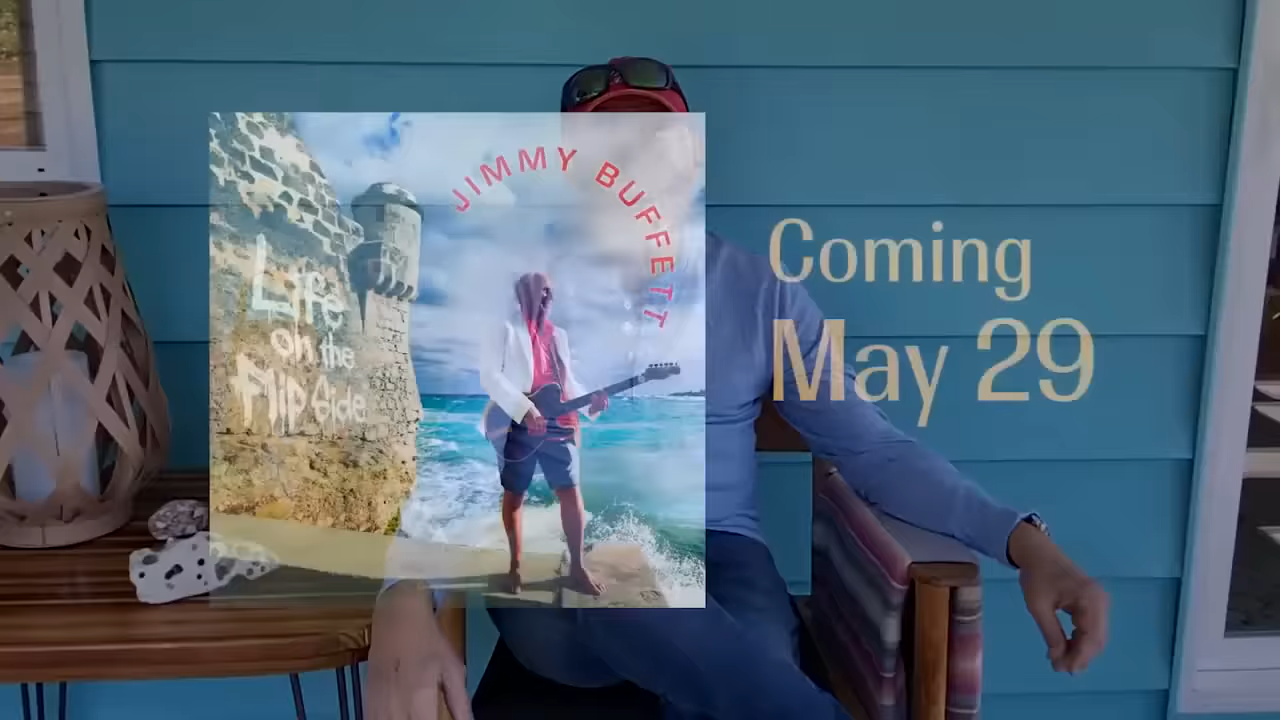 JIMMY BUFFETT
Life
on the
Flip Side
Coming
May 29